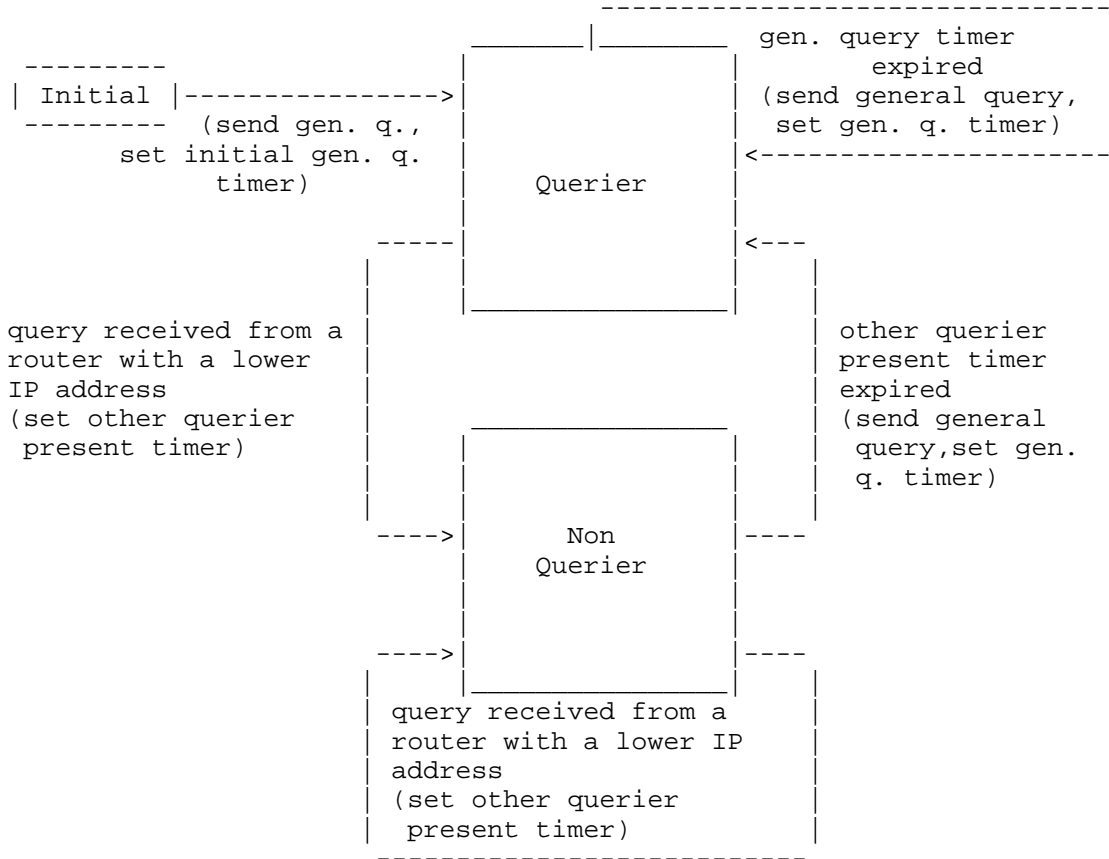 gen. query timer
expired
(send general query,
set gen. q. timer)
Initial
(send gen. q.,
set initial gen. q.
timer)
Querier
query received from a
router with a lower
IP address
(set other querier
present timer)
other querier
present timer
expired
(send general
query,set gen.
q. timer)
Non
Querier
query received from a
router with a lower IP
address
(set other querier
present timer)